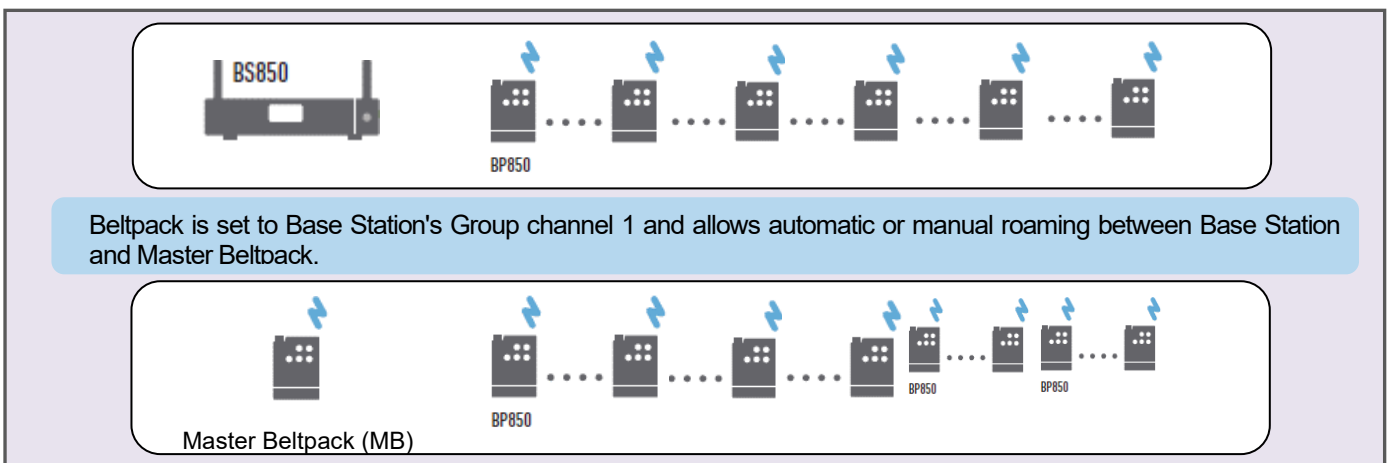 BS850
BP850
Beltpack is set to Base Station's Group channel 1 and allows automatic or manual roaming between Base Station
and Master Beltpack.
BP850
BP850
BP850
Master Beltpack (MB)